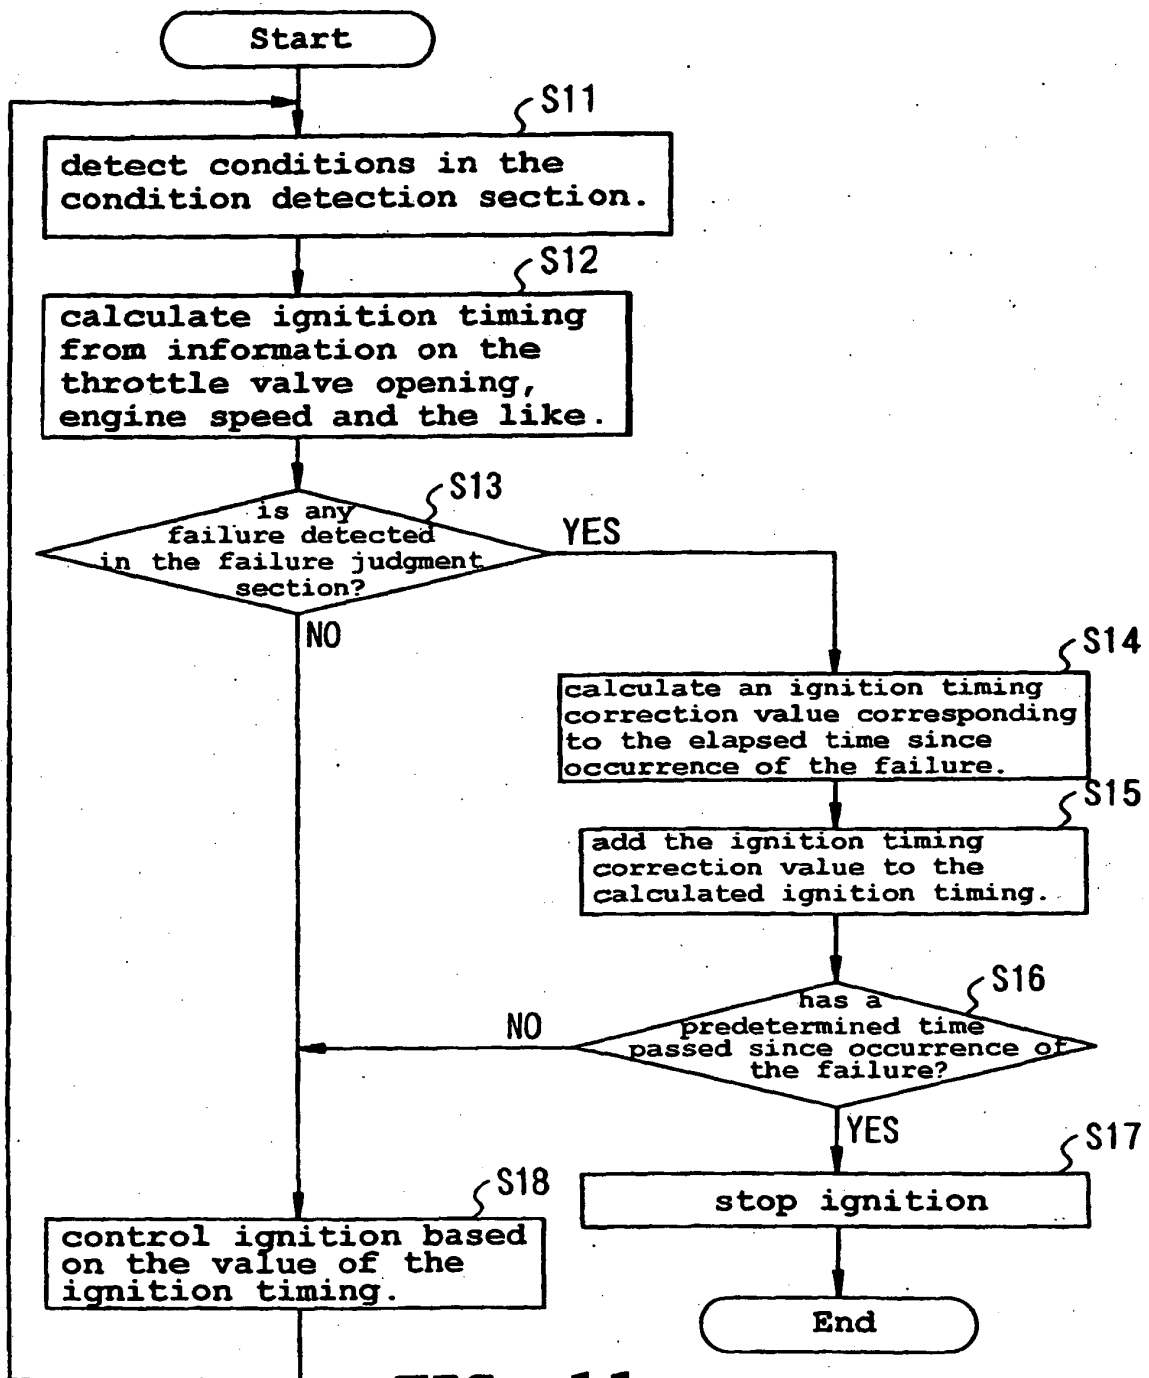 Start
S11
detect conditions in the
condition detection section.
S12
calculate ignition timing
from information on the
throttle valve opening,
engine speed and the like.
S13
is any
failure detected
in the failure judgment
section?
YES
NO
S14
calculate an ignition timing
correction value corresponding
to the elapsed time since
occurrence of the failure.
S15
add the ignition timing
correction value to the
calculated ignition timing.
S16
has a
predetermined time
passed since occurrence of
the failure?
NO
YES
S17
stop ignition
S18
control ignition based
on the value of the
ignition timing.
End